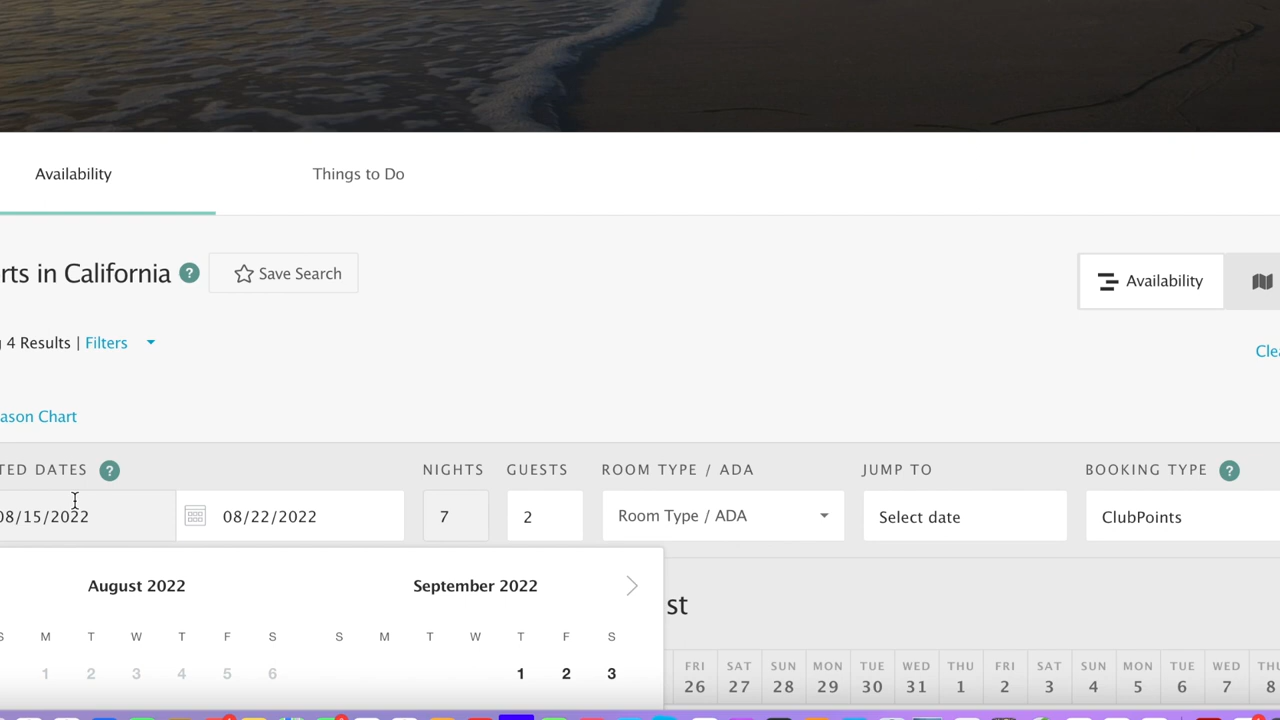 Availability Things to Do
rts in California ? Save Search
Availability
4 Results | Filters
Clea
ason Chart
TED DATES ? NIGHTS GUESTS ROOM TYPE / ADA JUMP TO BOOKING TYPE ?
08/15/2022 08/22/2022 7 2 Room Type / ADA Select date ClubPoints
August 2022 September 2022
st
S M T W T F S S M T W T F S
FRI SAT SUN MON TUE WED THU FRI SAT SUN MON TUE WED THU
1 2 3 4 5 6 1 2 3
26 27 28 29 30 31 1 2 3 4 5 6 7 8